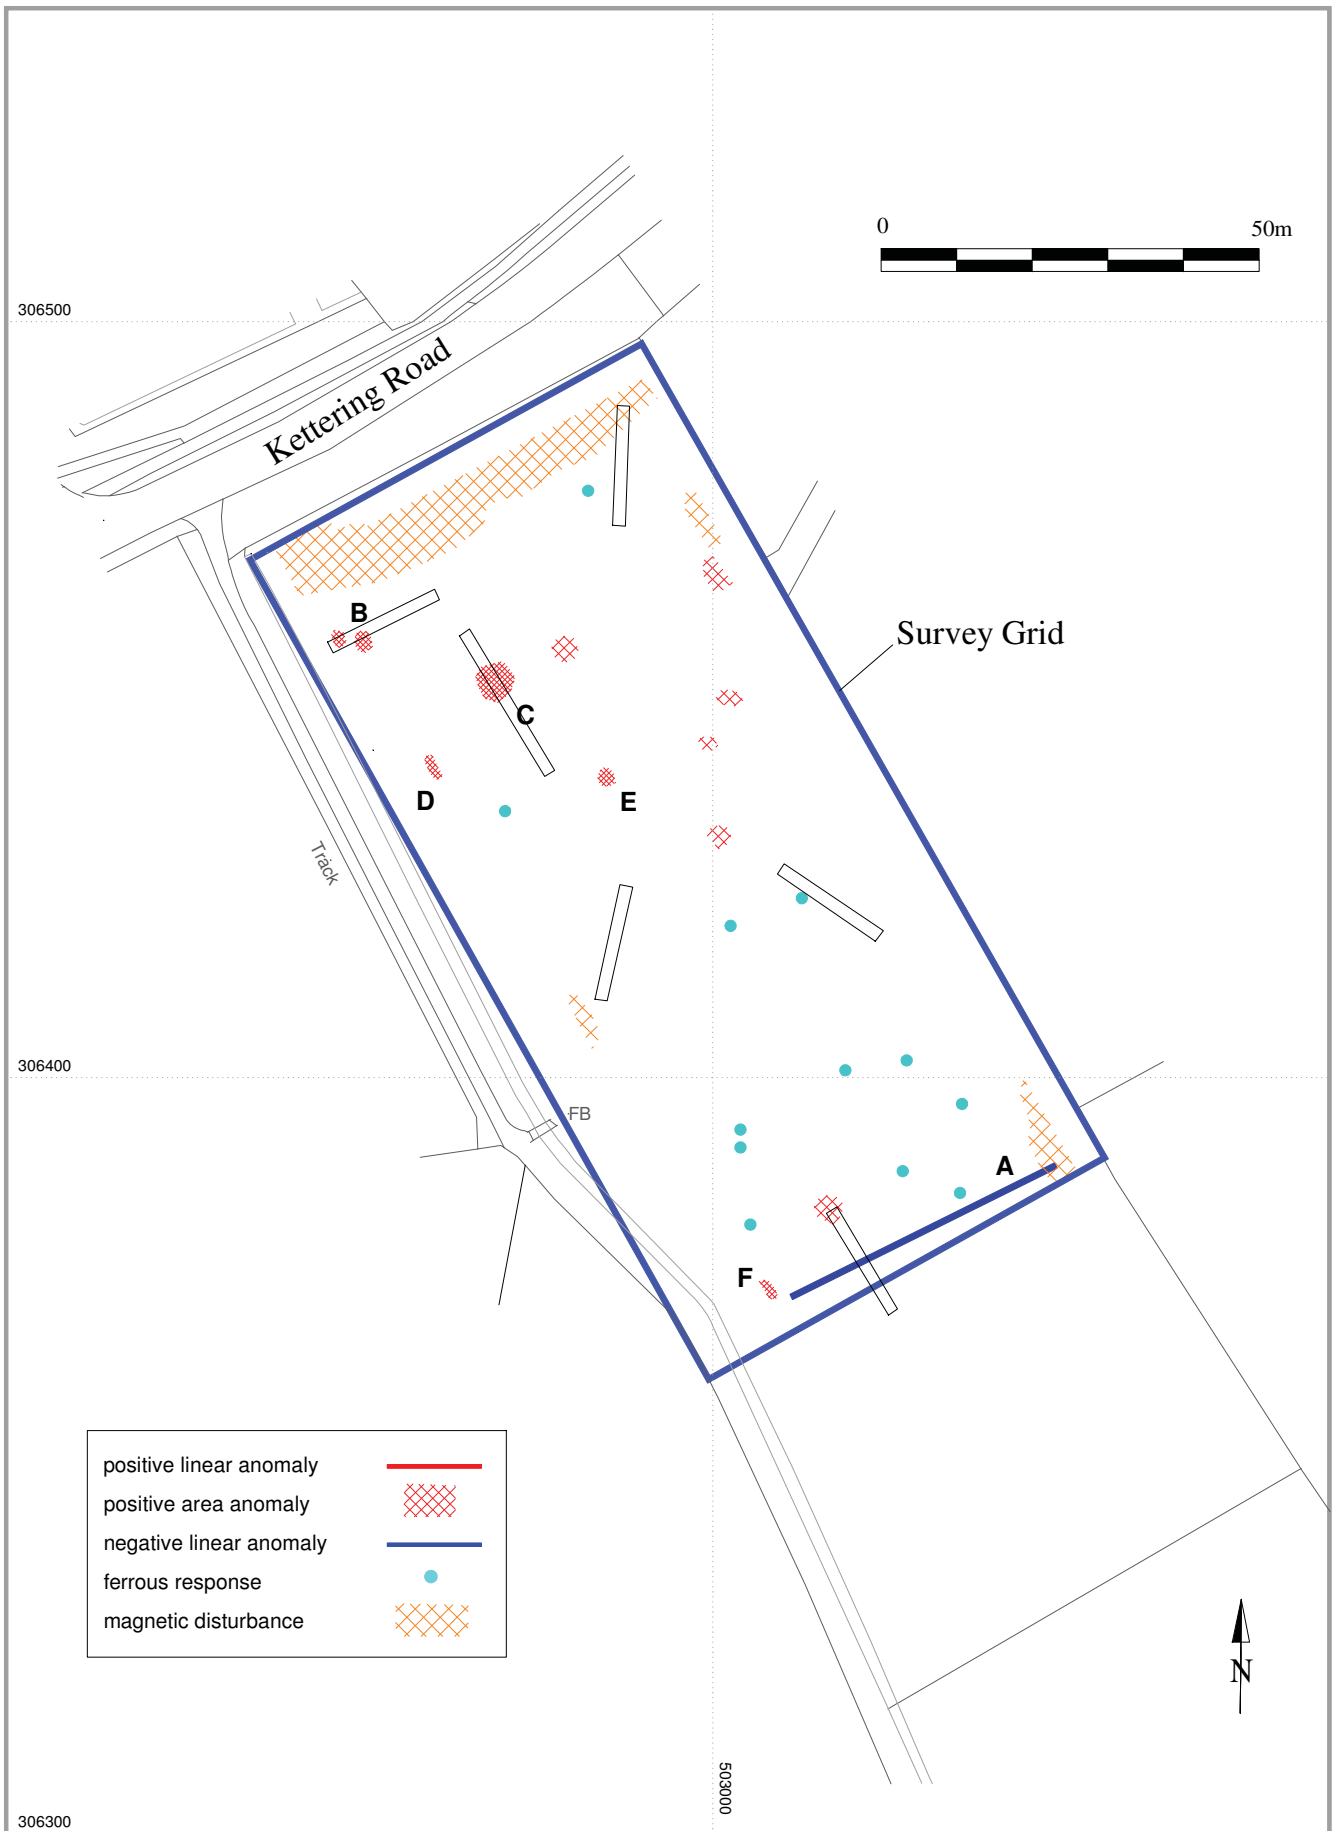 0 50m
306500
Kettering Road
B
Survey Grid
C
D
E
Track
306400
FB
A
F
positive linear anomaly
positive area anomaly
negative linear anomaly
ferrous response
magnetic disturbance
N
503000
306300